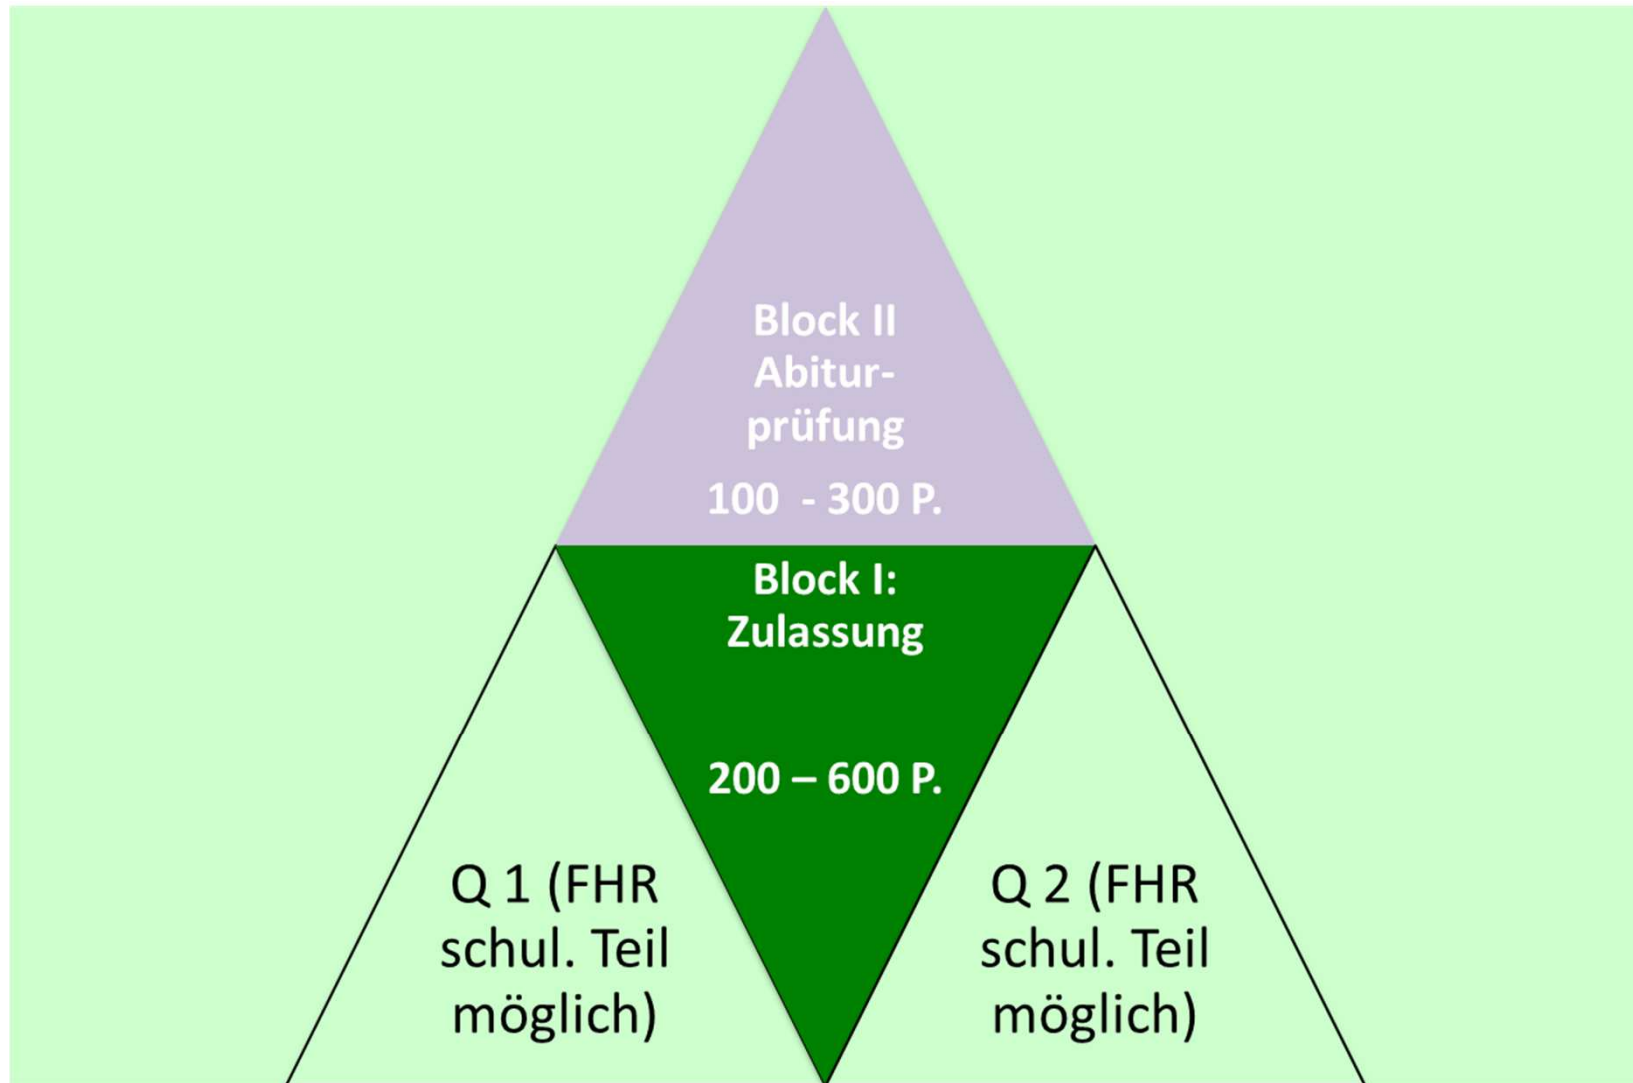 Block II
Abitur-
prüfung
100  - 300 P.
Block I:
Zulassung
200 – 600 P.
Q 1 (FHR
schul. Teil
möglich)
Q 2 (FHR
schul. Teil
möglich)